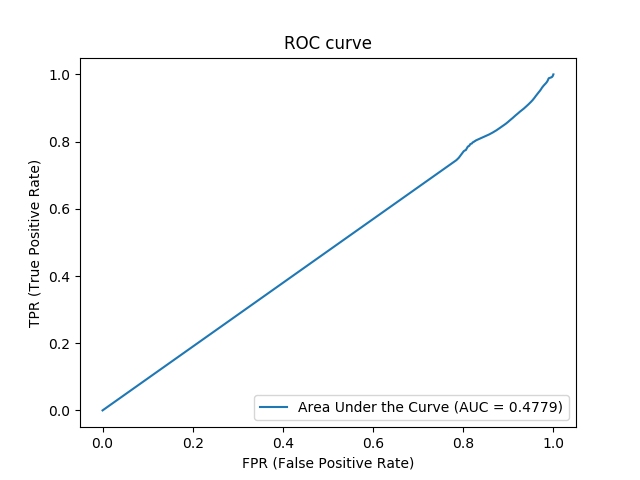 ROC curve
TPR (True Positive Rate)
1.0
0.8
0.6
0.4
0.2
0.0
Area Under the Curve (AUC = 0.4779)
0.0 0.2 0.4 0.6 0.8 1.0
FPR (False Positive Rate)